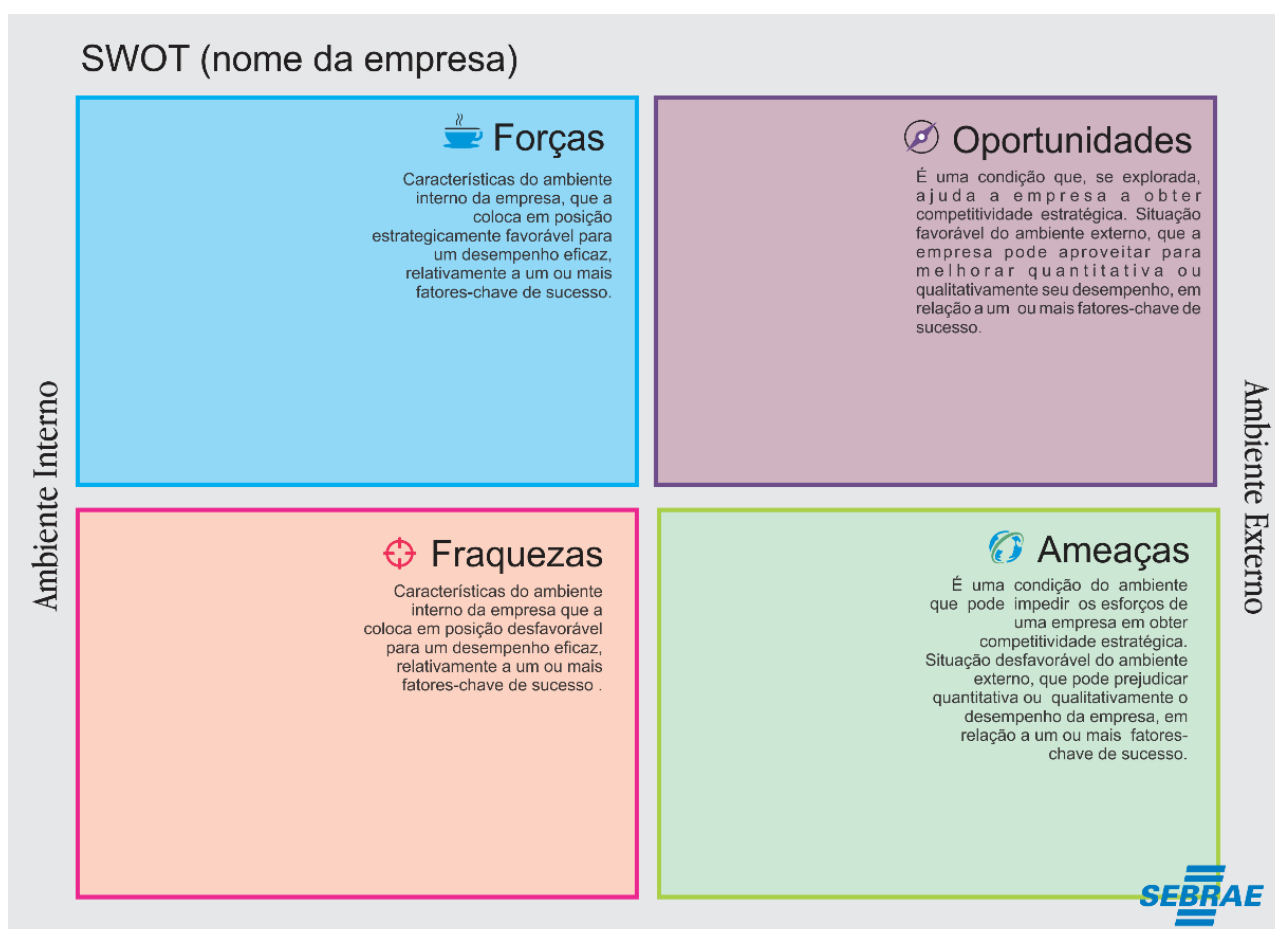 SWOT (nome da empresa)
Ambiente Interno
Forças
Características do ambiente
interno da empresa, que a
coloca em posição
estrategicamente favorável para
um desempenho eficaz,
relativamente a um ou mais
fatores-chave de sucesso.
Oportunidades
É uma condição que, se explorada,
ajuda a empresa a obter
competitividade estratégica. Situação
favorável do ambiente externo, que a
empresa pode aproveitar para
melhorar quantitativa ou
qualitativamente seu desempenho, em
relação a um ou mais fatores-chave de
sucesso.
Fraquezas
Características do ambiente
interno da empresa que a
coloca em posição desfavorável
para um desempenho eficaz,
relativamente a um ou mais
fatores-chave de sucesso .
Ameaças
É uma condição do ambiente
que pode impedir os esforços de
uma empresa em obter
competitividade estratégica.
Situação desfavorável do ambiente
externo, que pode prejudicar
quantitativa ou qualitativamente o
desempenho da empresa, em
relação a um ou mais fatores-
chave de sucesso.
Ambiente Externo
SEBRAE